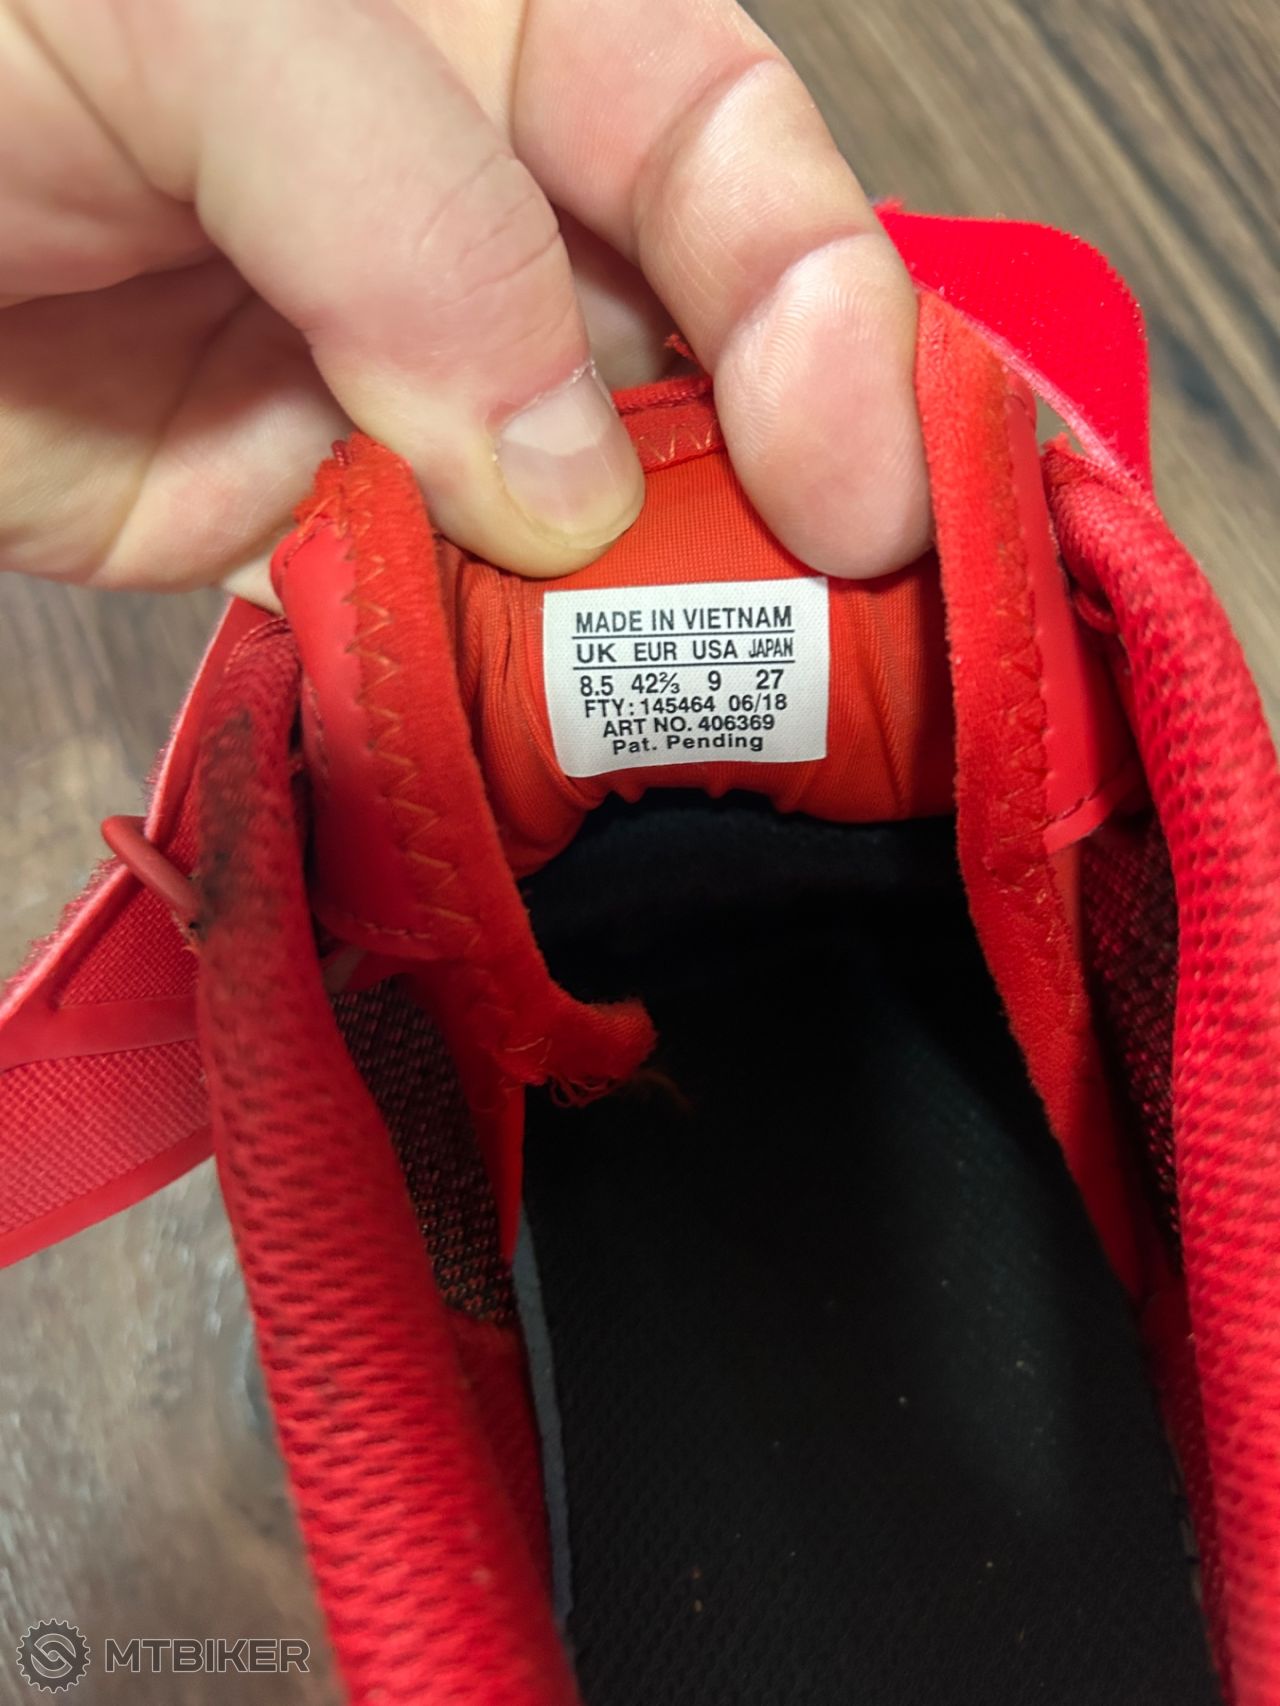 MADE IN VIETNAM
UK EUR USA JAPAN
8.5 42⅔ 9 27
FTY: 145464 06/18
ART NO. 406369
Pat. Pending
MTBIKER